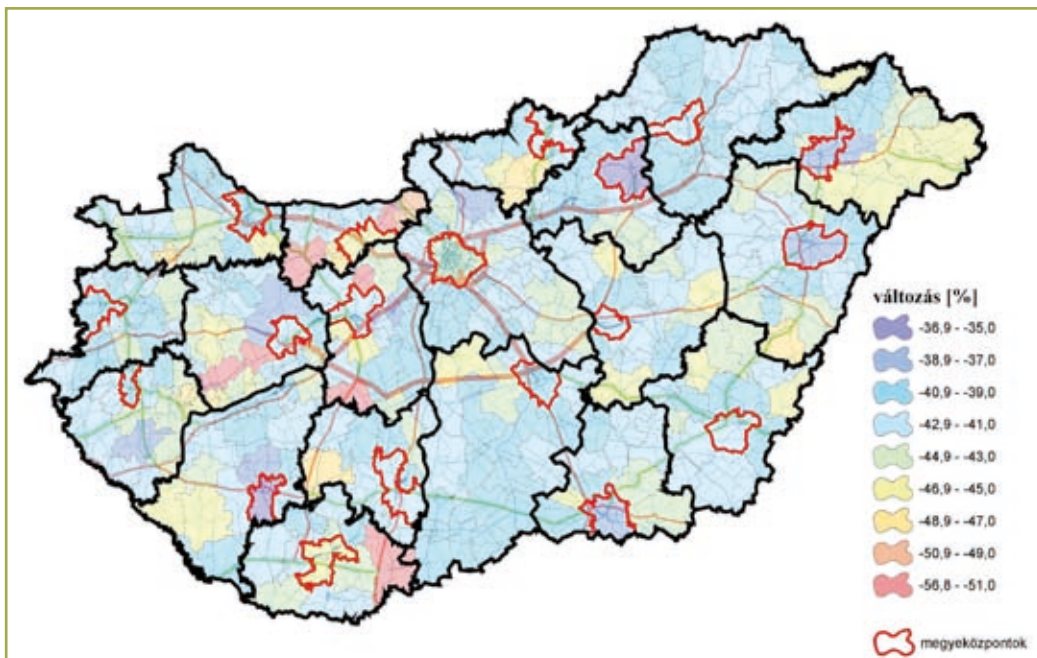 változás [%]
-36,9 - -35,0
-38,9 - -37,0
-40,9 - -39,0
-42,9 - -41,0
-44,9 - -43,0
-46,9 - -45,0
-48,9 - -47,0
-50,9 - -49,0
-56,8 - -51,0
megyeközpontok